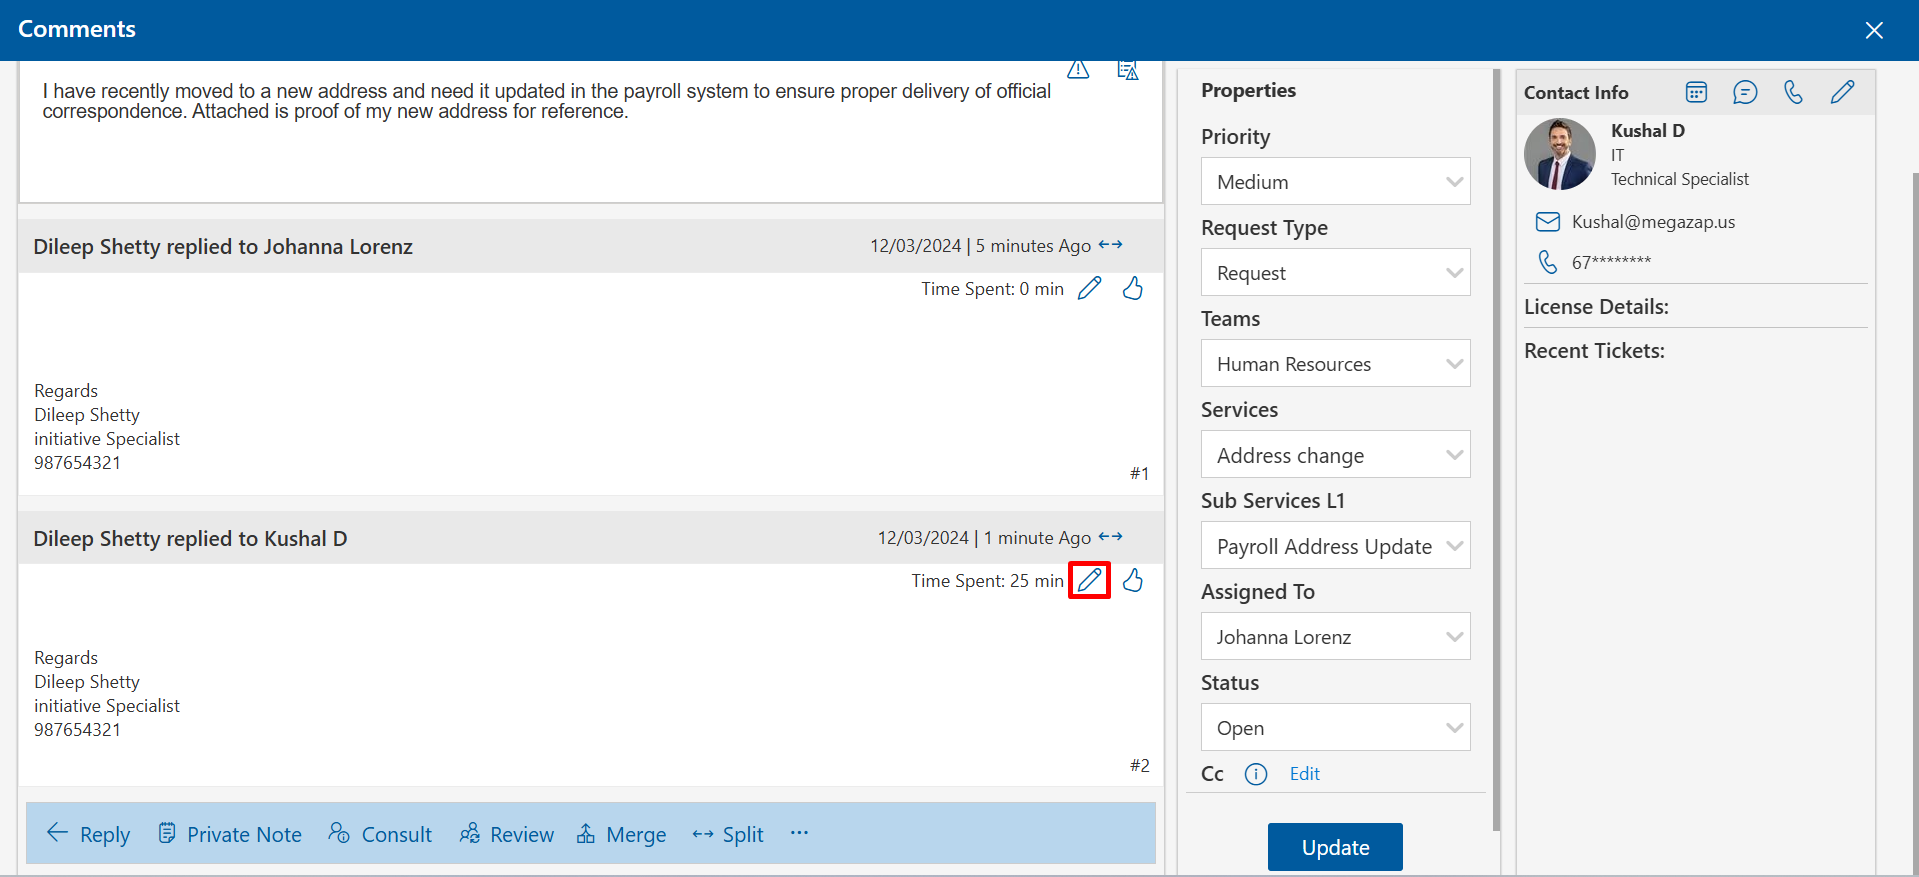 Comments
I have recently moved to a new address and need it updated in the payroll system to ensure proper delivery of official
correspondence. Attached is proof of my new address for reference.
Dileep Shetty replied to Johanna Lorenz
12/03/2024 | 5 minutes Ago
Time Spent: 0 min
Regards
Dileep Shetty
initiative Specialist
987654321
#1
Dileep Shetty replied to Kushal D
12/03/2024 | 1 minute Ago
Time Spent: 25 min
Regards
Dileep Shetty
initiative Specialist
987654321
#2
Reply Private Note Consult Review Merge Split ...
Properties
Priority
Medium
Request Type
Request
Teams
Human Resources
Services
Address change
Sub Services L1
Payroll Address Update
Assigned To
Johanna Lorenz
Status
Open
Cc Edit
Update
Contact Info
Kushal D
IT
Technical Specialist
Kushal@megazap.us
67********
License Details:
Recent Tickets: